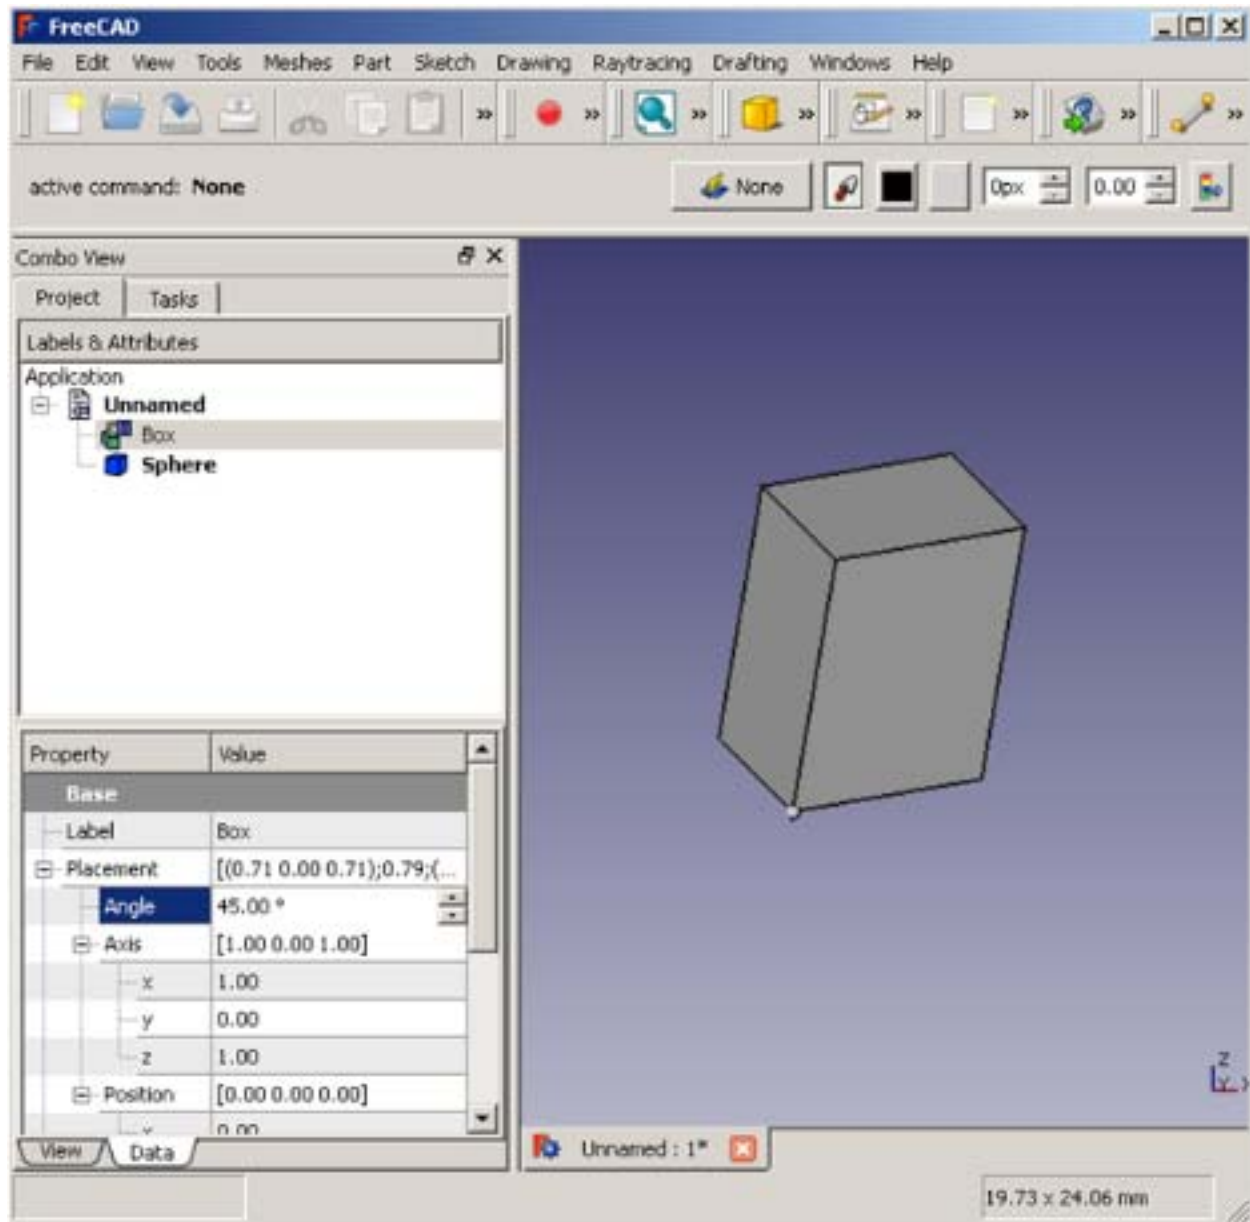 FreeCAD
File Edit View Tools Meshes Part Sketch Drawing Raytracing Drafting Windows Help
active command: None
None
0px
0.00
Combo View
Project Tasks
Labels & Attributes
Application
Unnamed
Box
Sphere
Property Value
Base
Label Box
Placement [(0.71 0.00 0.71);0.79;(...
Angle 45.00 °
Axis [1.00 0.00 1.00]
x 1.00
y 0.00
z 1.00
Position [0.00 0.00 0.00]
x 0.00
View Data
Z
Y X
Unnamed : 1*
19.73 x 24.06 mm